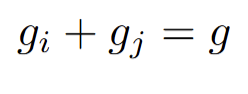 g_i + g_j = g